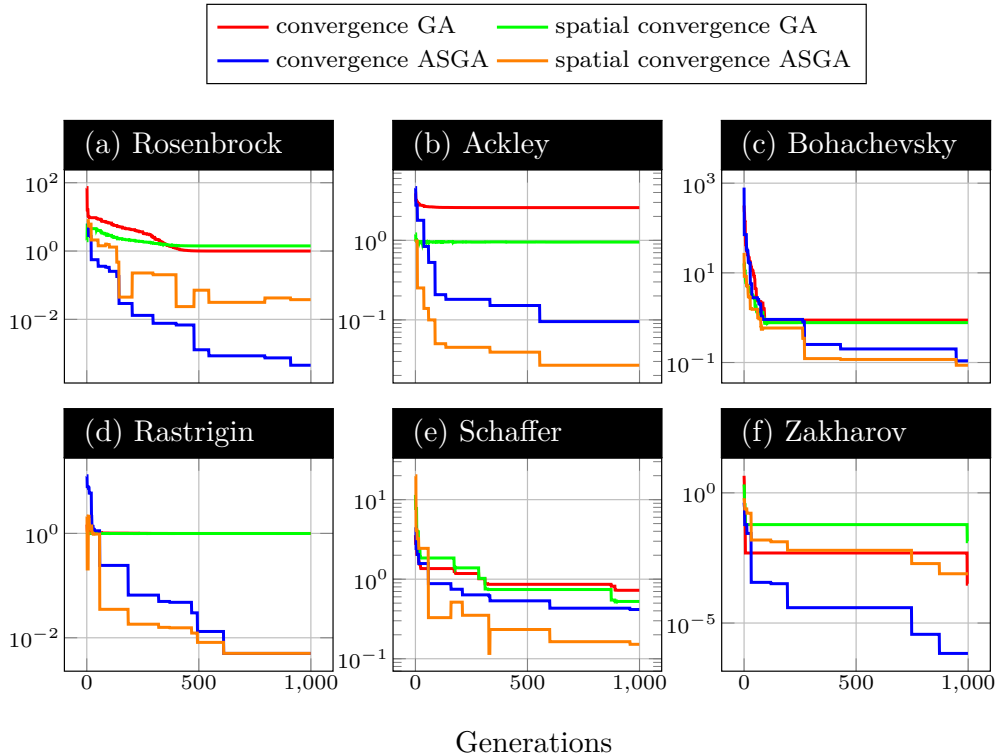 convergence GA spatial convergence GA
convergence ASGA spatial convergence ASGA
(a) Rosenbrock (b) Ackley (c) Bohachevsky
10^2
10^0
10^−2
10^0
10^−1
10^3
10^1
10^−1
(d) Rastrigin (e) Schaffer (f) Zakharov
10^0
10^−2
0 500 1,000
10^1
10^0
10^−1
0 500 1,000
10^0
10^−5
0 500 1,000
Generations